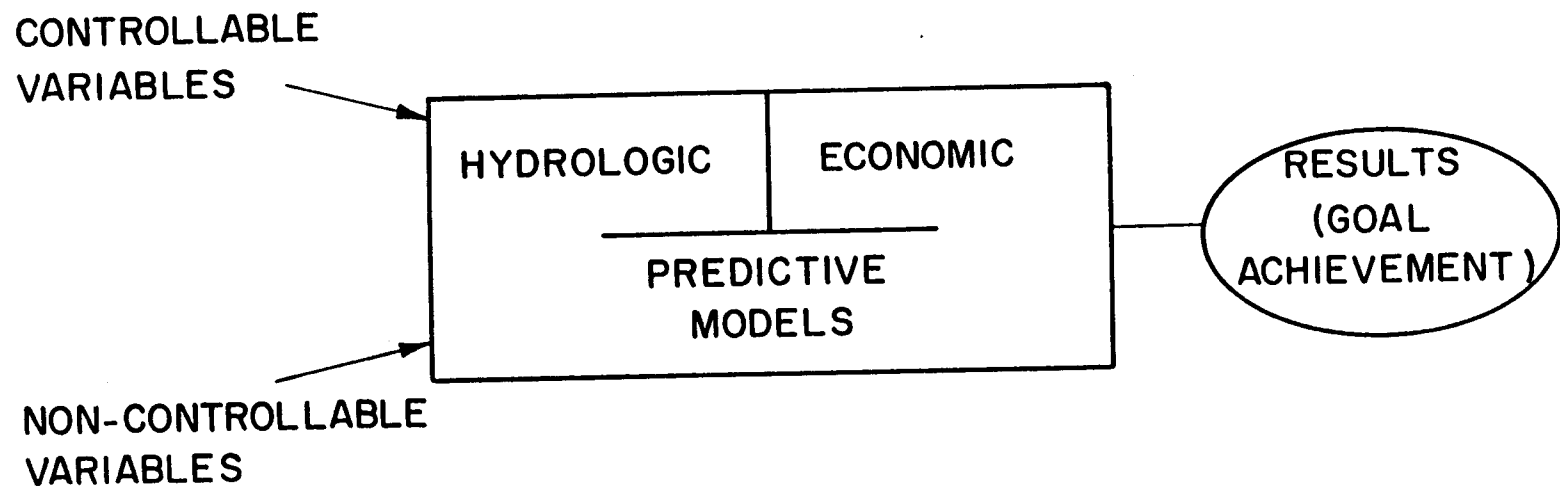 CONTROLLABLE
VARIABLES
HYDROLOGIC
ECONOMIC
PREDICTIVE
MODELS
RESULTS
(GOAL
ACHIEVEMENT)
NON-CONTROLLABLE
VARIABLES